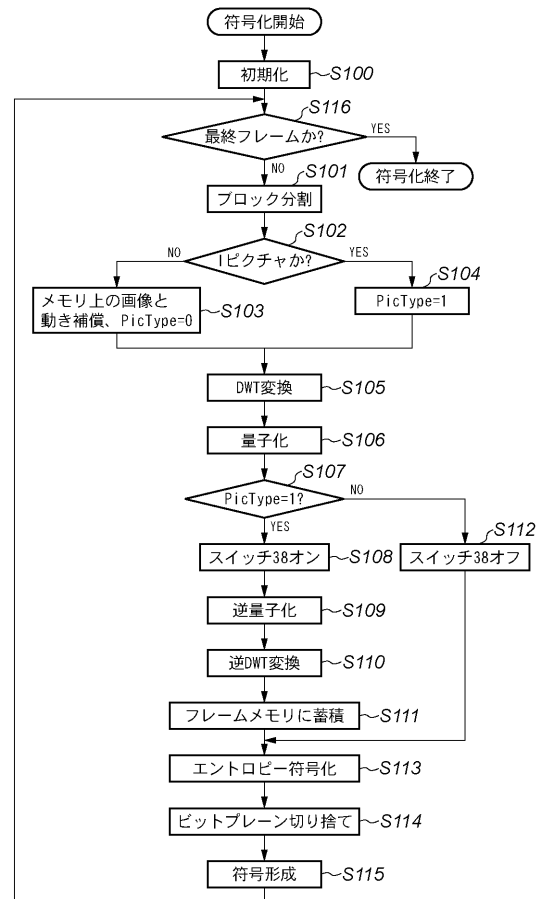 符号化開始
初期化
S100
S116
最終フレームか?
YES
NO
符号化終了
S101
ブロック分割
S102
Iピクチャか?
NO
YES
メモリ上の画像と
動き補償、PicType=0
S103
S104
PicType=1
DWT変換
S105
量子化
S106
S107
PicType=1?
NO
YES
スイッチ38オン
S108
S112
スイッチ38オフ
逆量子化
S109
逆DWT変換
S110
フレームメモリに蓄積
S111
エントロピー符号化
S113
ビットプレーン切り捨て
S114
符号形成
S115